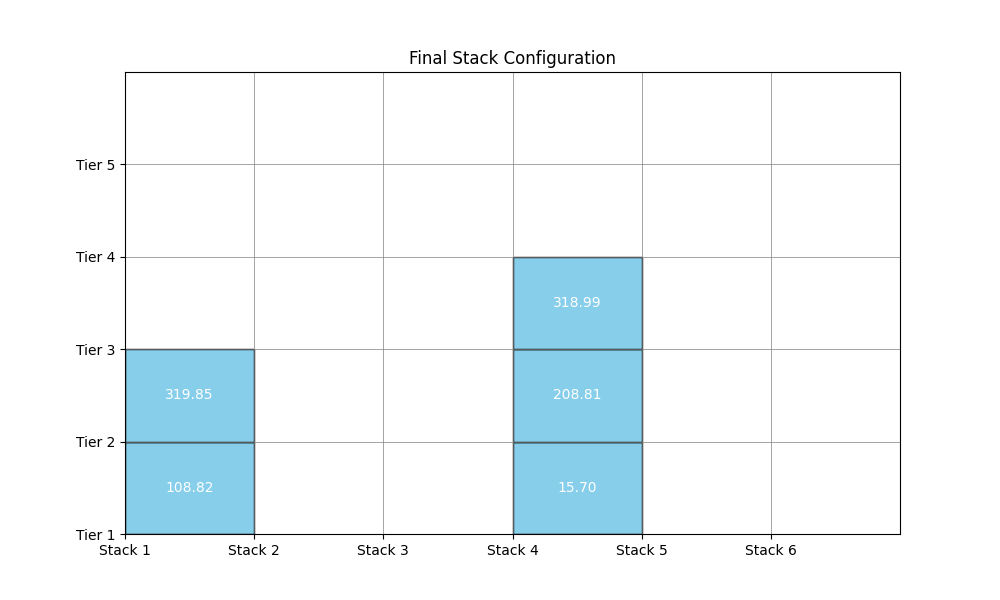 Final Stack Configuration
Tier 5
Tier 4
318.99
Tier 3
319.85
208.81
Tier 2
108.82
15.70
Tier 1
Stack 1 Stack 2 Stack 3 Stack 4 Stack 5 Stack 6